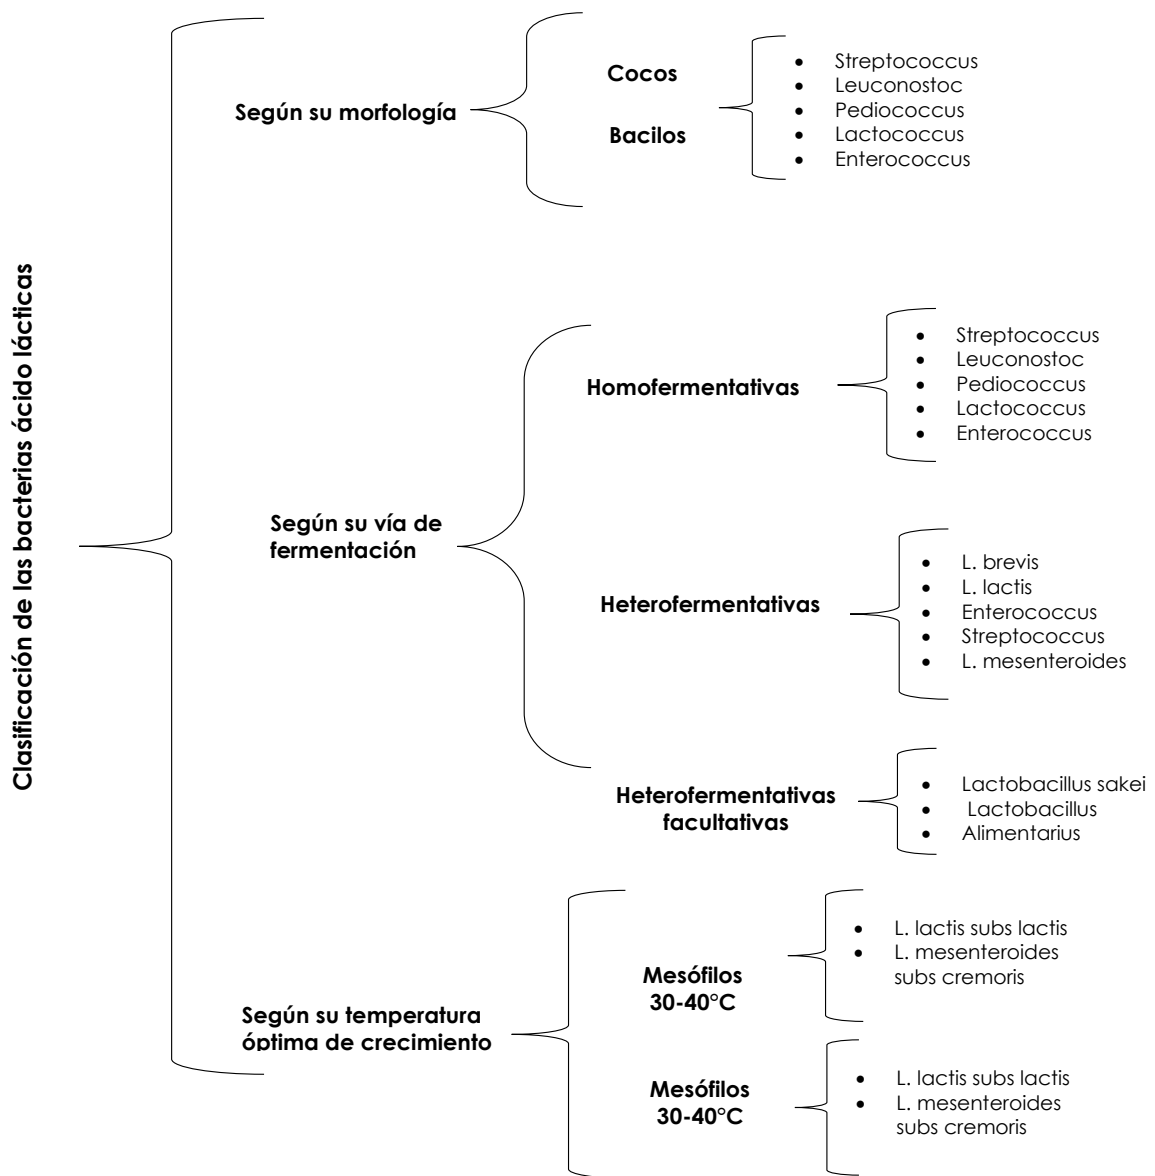 Clasificación de las bacterias ácido lácticas
Según su morfología
Cocos
Bacilos
• Streptococcus
• Leuconostoc
• Pediococcus
• Lactococcus
• Enterococcus
Según su vía de
fermentación
Homofermentativas
• Streptococcus
• Leuconostoc
• Pediococcus
• Lactococcus
• Enterococcus
Heterofermentativas
• L. brevis
• L. lactis
• Enterococcus
• Streptococcus
• L. mesenteroides
Heterofermentativas
facultativas
• Lactobacillus sakei
• Lactobacillus
• Alimentarius
Según su temperatura
óptima de crecimiento
Mesófilos
30-40°C
• L. lactis subs lactis
• L. mesenteroides
subs cremoris
Mesófilos
30-40°C
• L. lactis subs lactis
• L. mesenteroides
subs cremoris